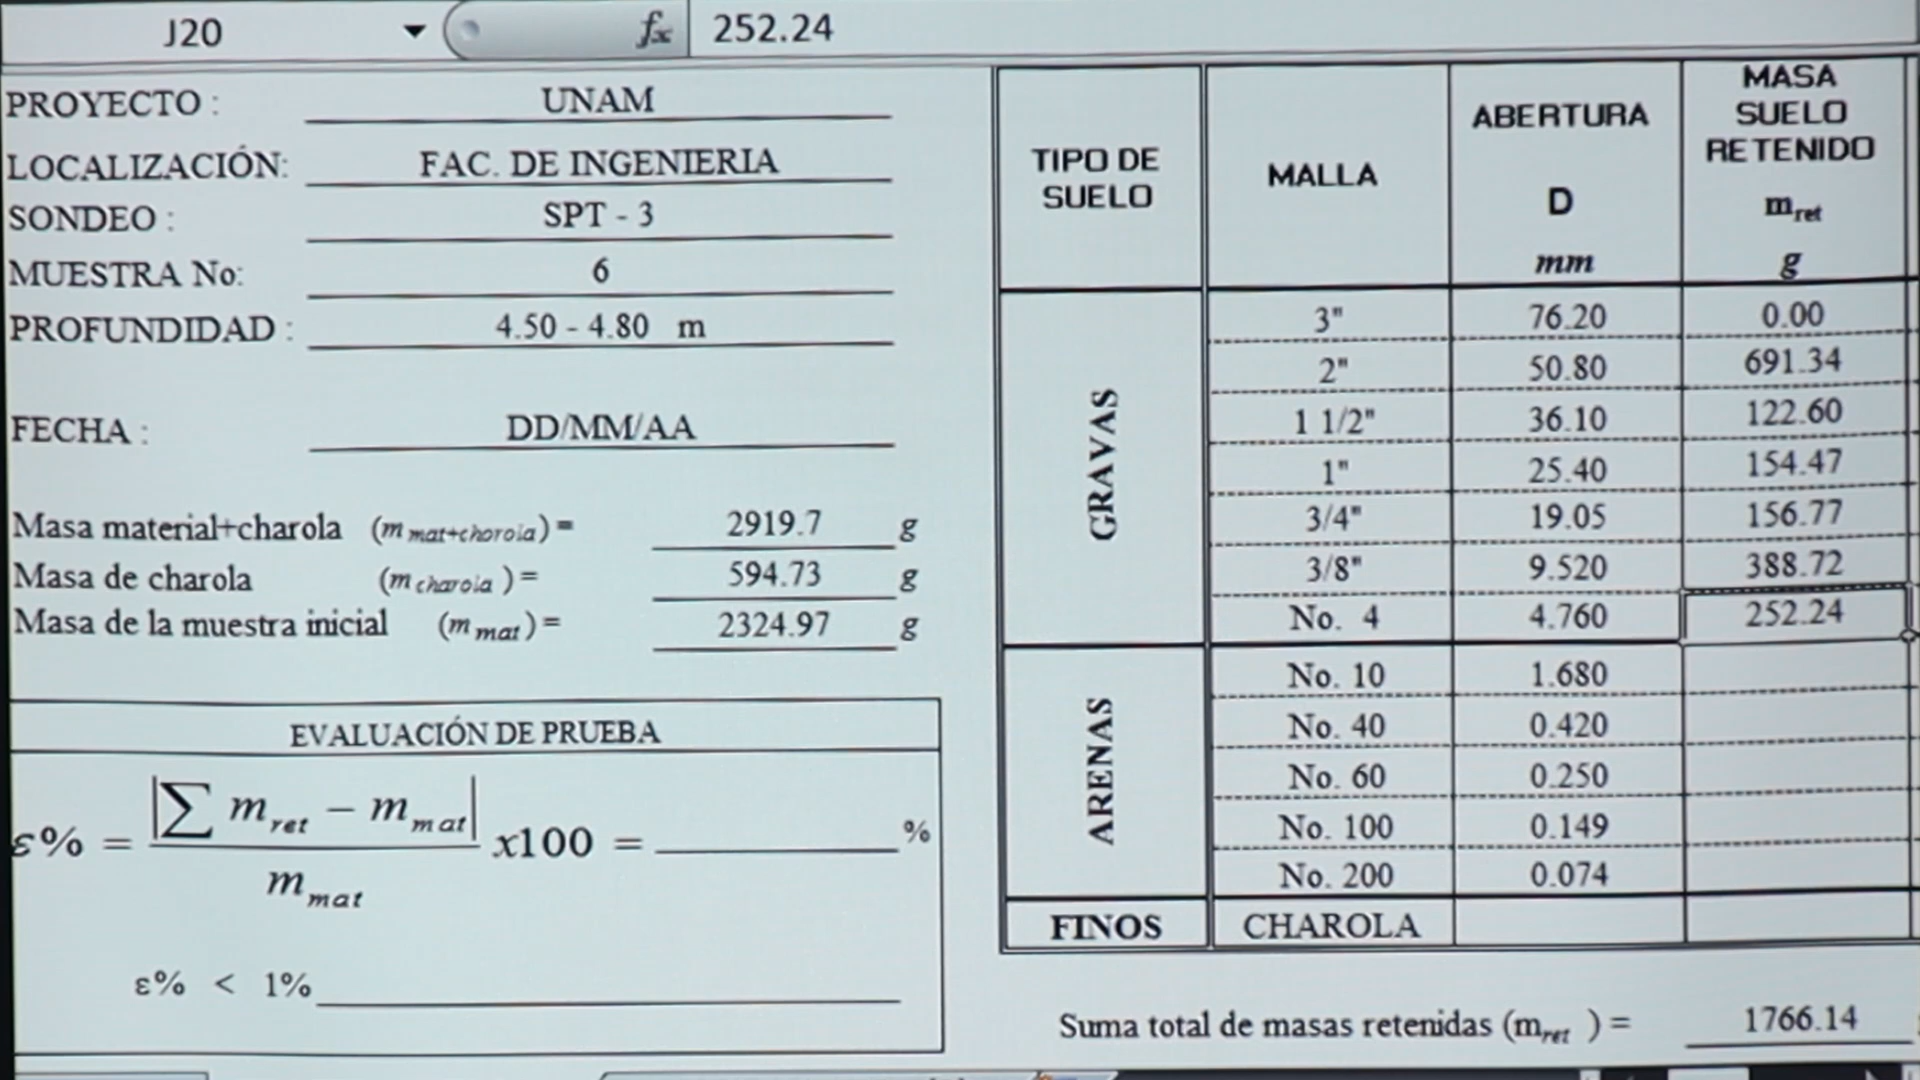 J20 fx 252.24
PROYECTO : UNAM
LOCALIZACIÓN: FAC. DE INGENIERIA
SONDEO : SPT - 3
MUESTRA No: 6
PROFUNDIDAD : 4.50 - 4.80 m
FECHA : DD/MM/AA
Masa material+charola (m mat+chorola) = 2919.7 g
Masa de charola (m charola ) = 594.73 g
Masa de la muestra inicial (m mat) = 2324.97 g
EVALUACIÓN DE PRUEBA
ε% = |∑ m ret − m mat| / m mat x100 = %
ε% < 1%
TIPO DE SUELO
MALLA
ABERTURA D mm
MASA SUELO RETENIDO m ret g
GRAVAS
3" 76.20 0.00
2" 50.80 691.34
1 1/2" 36.10 122.60
1" 25.40 154.47
3/4" 19.05 156.77
3/8" 9.520 388.72
No. 4 4.760 252.24
ARENAS
No. 10 1.680
No. 40 0.420
No. 60 0.250
No. 100 0.149
No. 200 0.074
FINOS CHAROLA
Suma total de masas retenidas (m ret ) = 1766.14